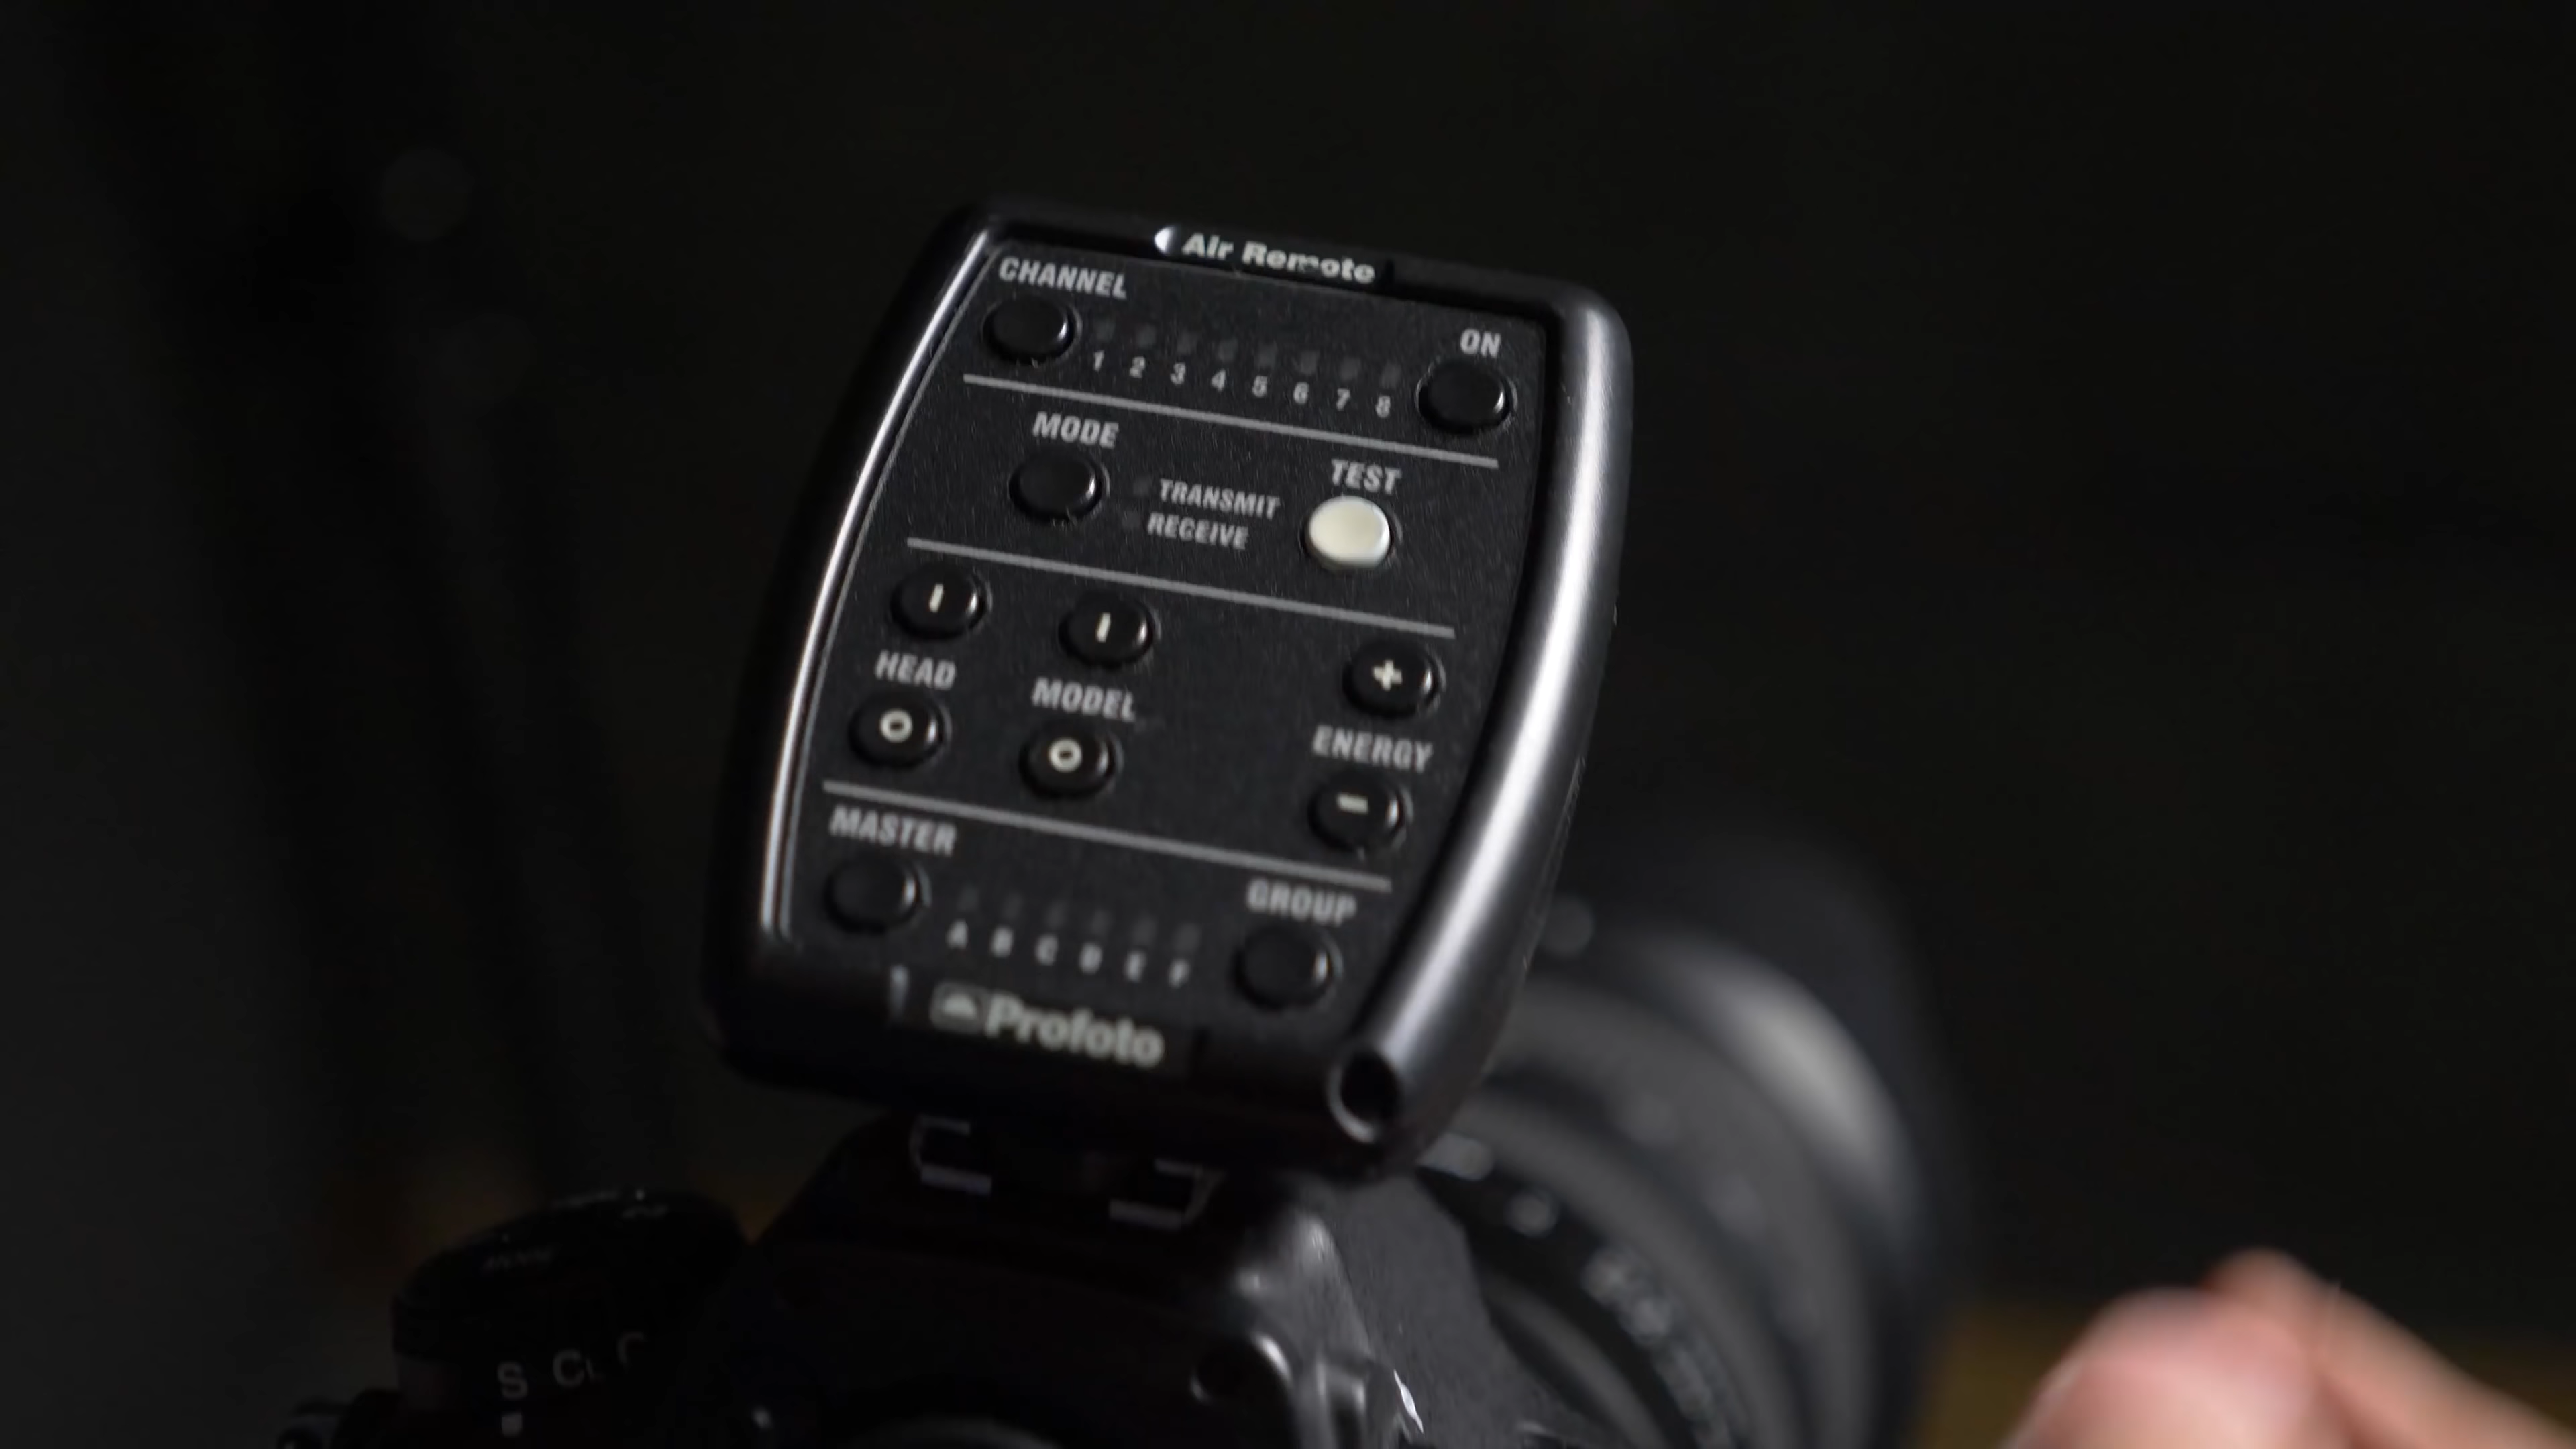 Air Remote
CHANNEL
ON
1 2 3 4 5 6 7 8
MODE
TEST
TRANSMIT
RECEIVE
HEAD
MODEL
ENERGY
MASTER
GROUP
A B C D E F
Profoto
S CL